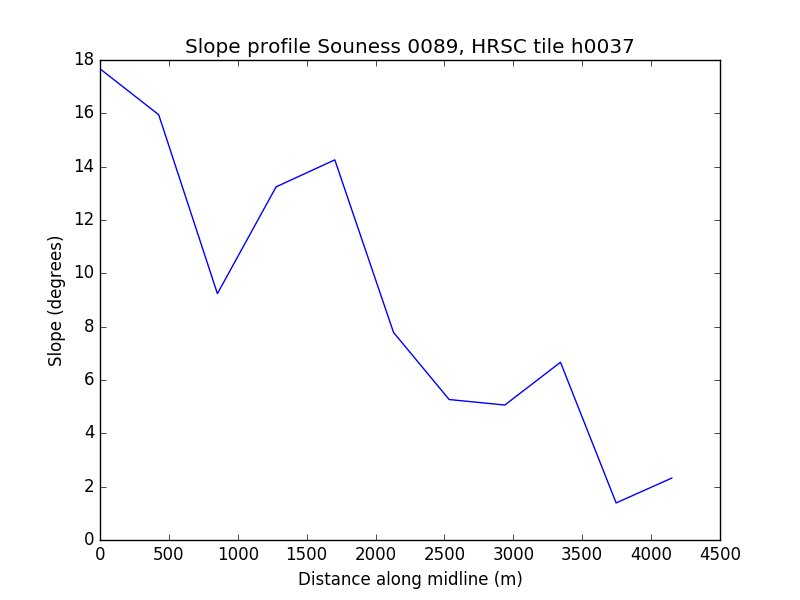 Slope profile Souness 0089, HRSC tile h0037
18
16
14
12
10
8
6
4
2
0
Slope (degrees)
0 500 1000 1500 2000 2500 3000 3500 4000 4500
Distance along midline (m)